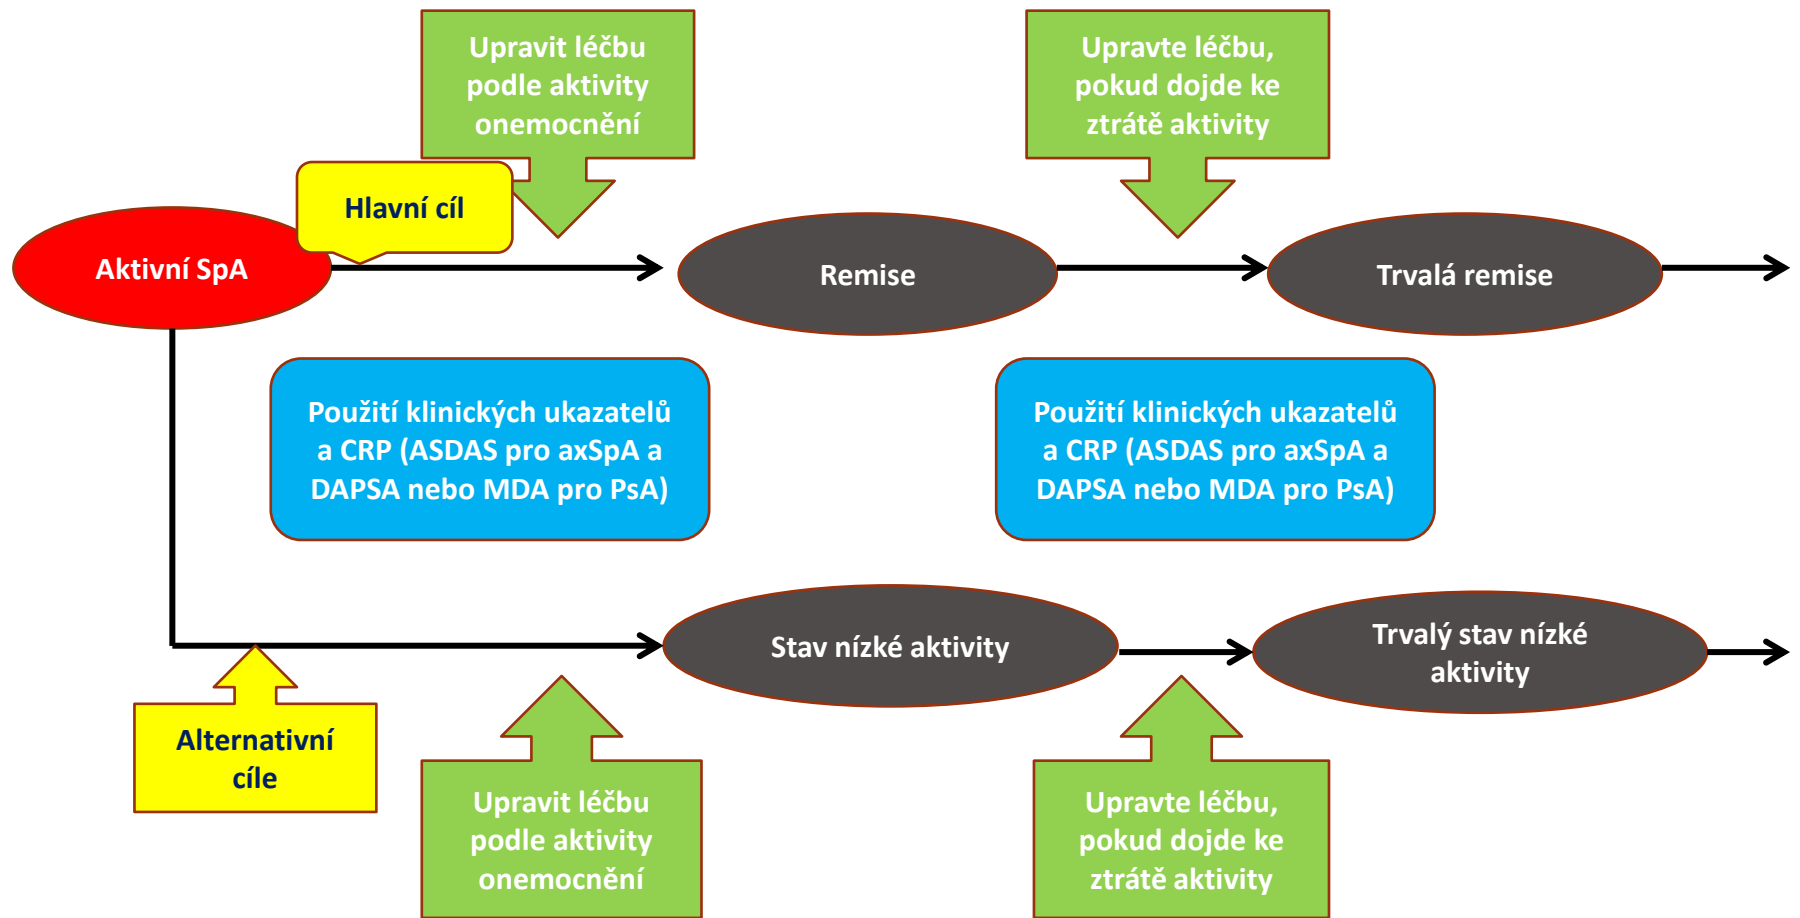 Upravit léčbu
podle aktivity
onemocnění
Upravte léčbu,
pokud dojde ke
ztrátě aktivity
Hlavní cíl
Aktivní SpA
Remise
Trvalá remise
Použití klinických ukazatelů
a CRP (ASDAS pro axSpA a
DAPSA nebo MDA pro PsA)
Použití klinických ukazatelů
a CRP (ASDAS pro axSpA a
DAPSA nebo MDA pro PsA)
Stav nízké aktivity
Trvalý stav nízké
aktivity
Alternativní
cíle
Upravit léčbu
podle aktivity
onemocnění
Upravte léčbu,
pokud dojde ke
ztrátě aktivity